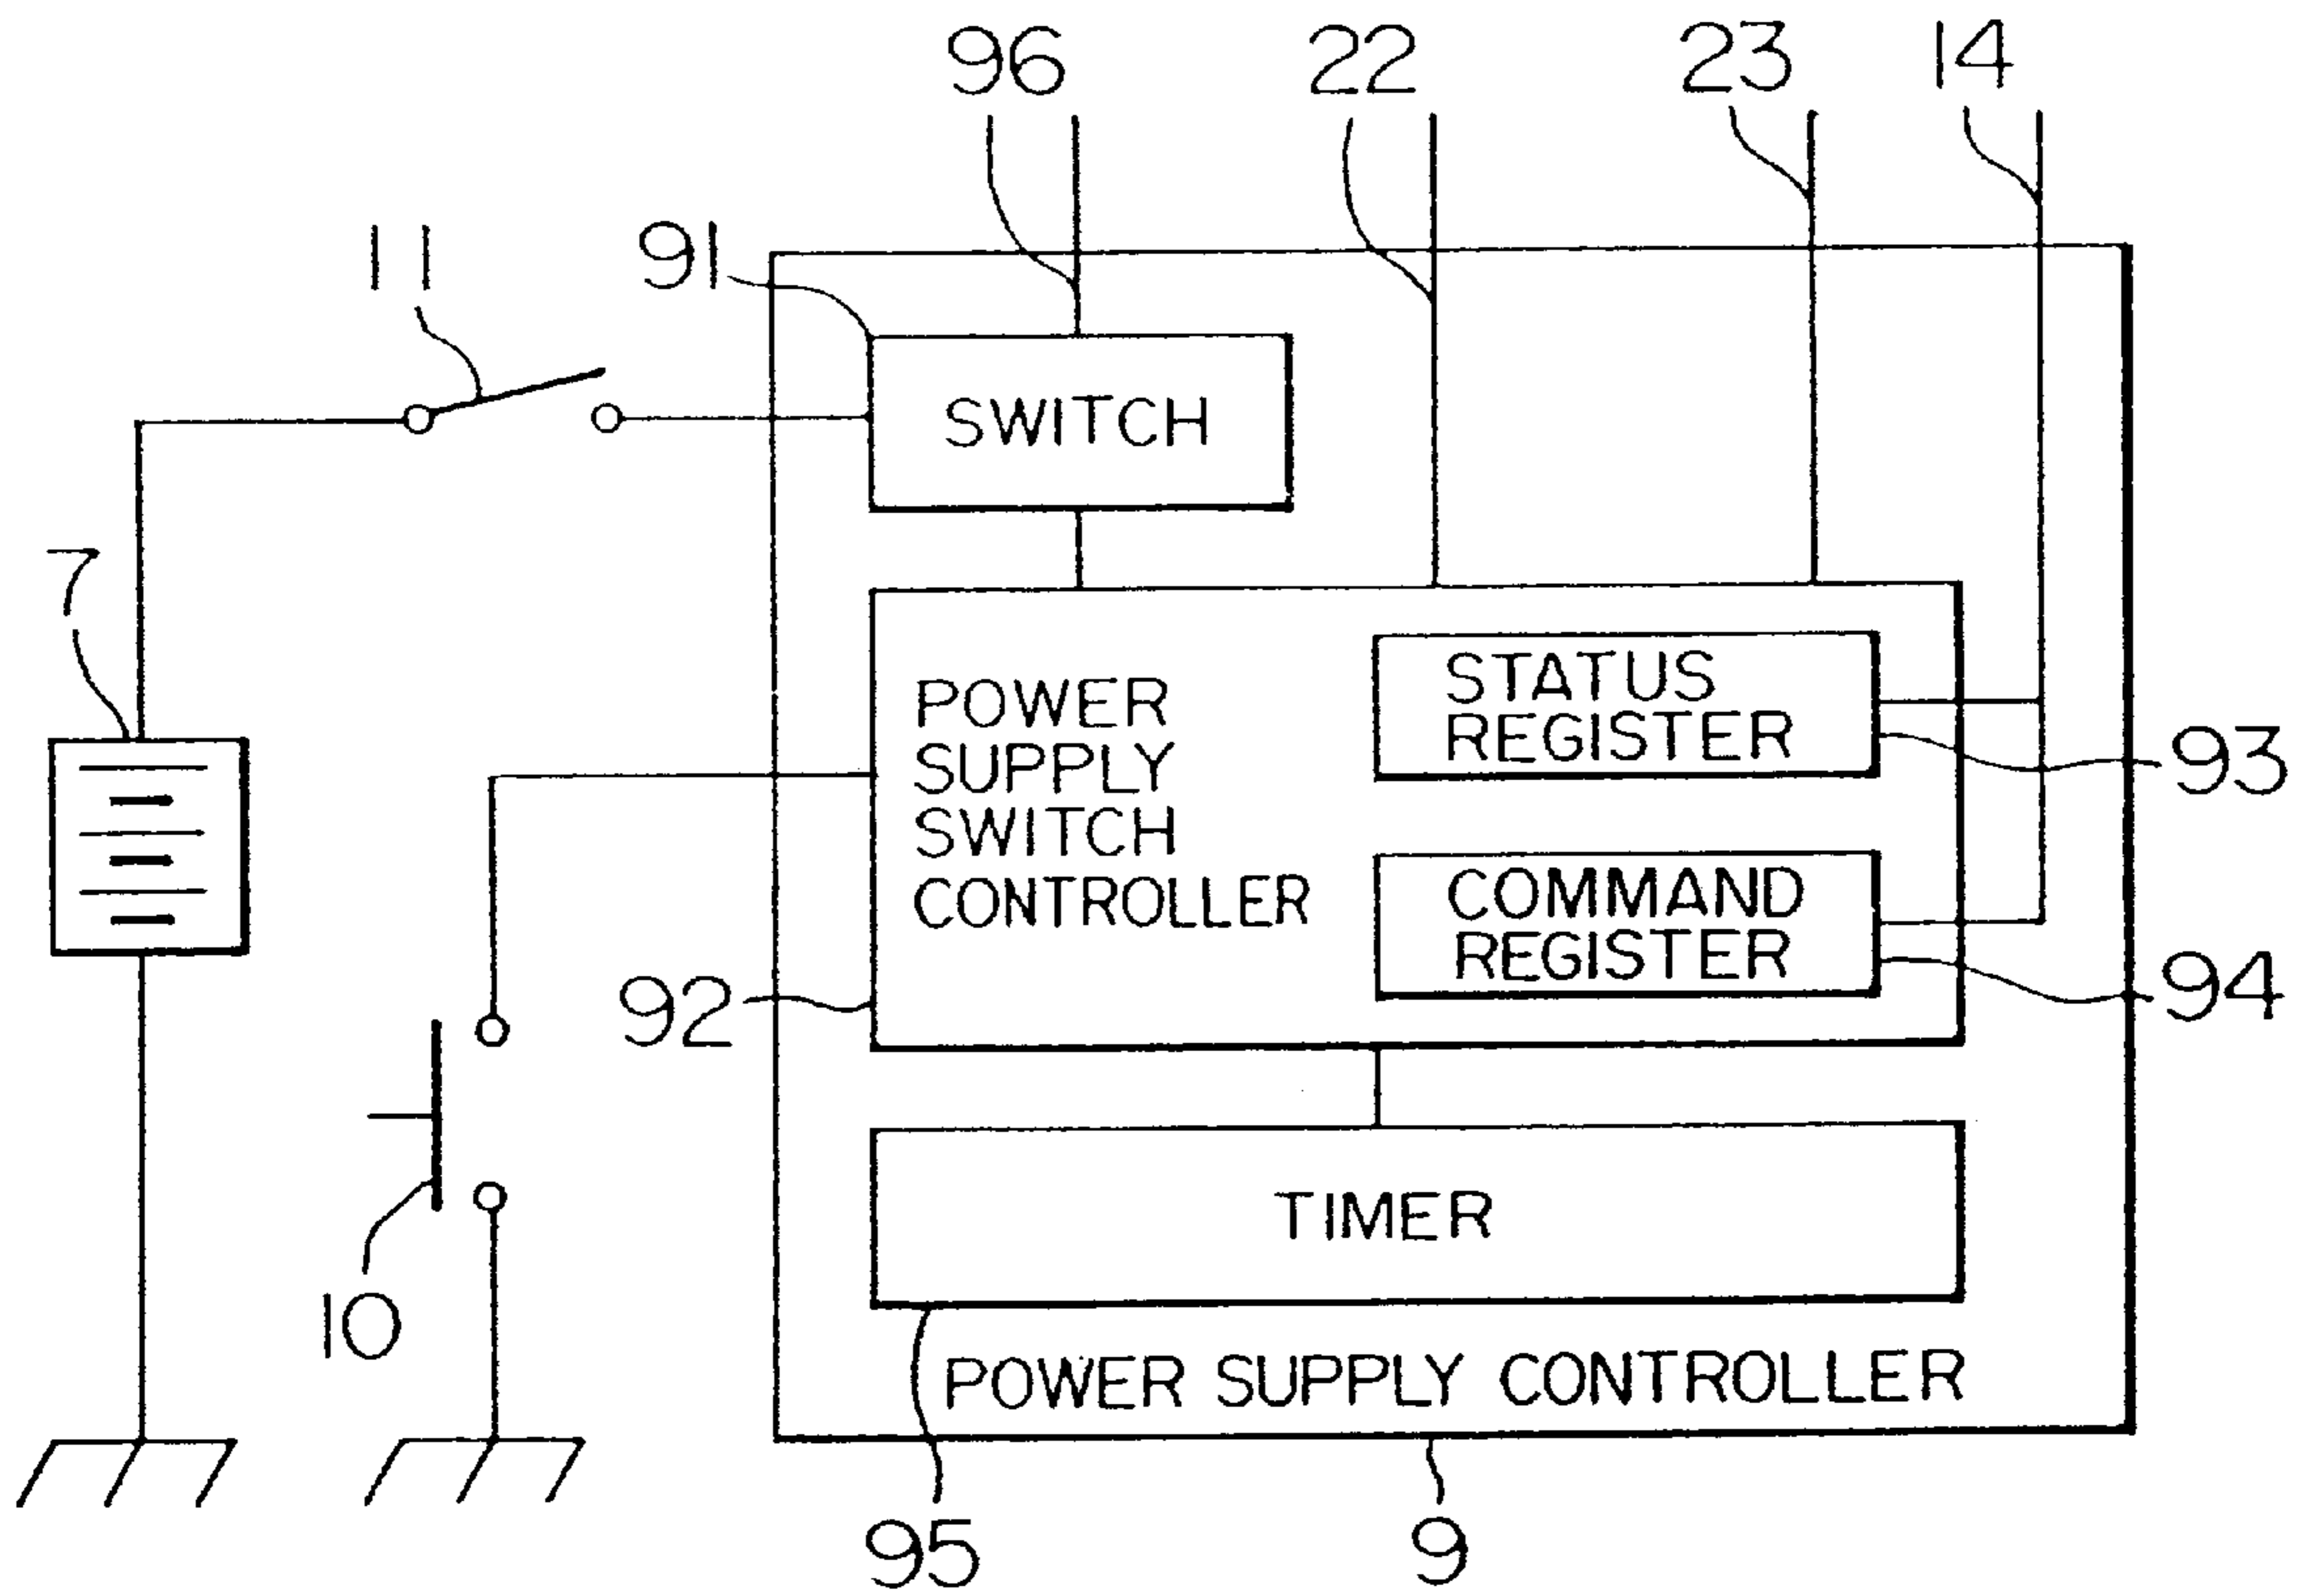 96
22
23
14
11
91
SWITCH
7
POWER
SUPPLY
SWITCH
CONTROLLER
STATUS
REGISTER
93
COMMAND
REGISTER
94
92
TIMER
10
POWER SUPPLY CONTROLLER
95
9